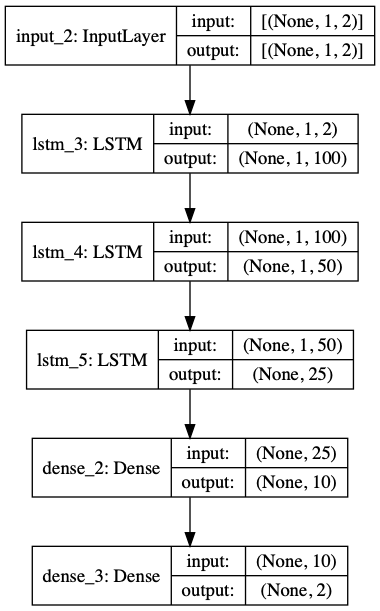 input_2: InputLayer
input: [(None, 1, 2)]
output: [(None, 1, 2)]
lstm_3: LSTM
input: (None, 1, 2)
output: (None, 1, 100)
lstm_4: LSTM
input: (None, 1, 100)
output: (None, 1, 50)
lstm_5: LSTM
input: (None, 1, 50)
output: (None, 25)
dense_2: Dense
input: (None, 25)
output: (None, 10)
dense_3: Dense
input: (None, 10)
output: (None, 2)